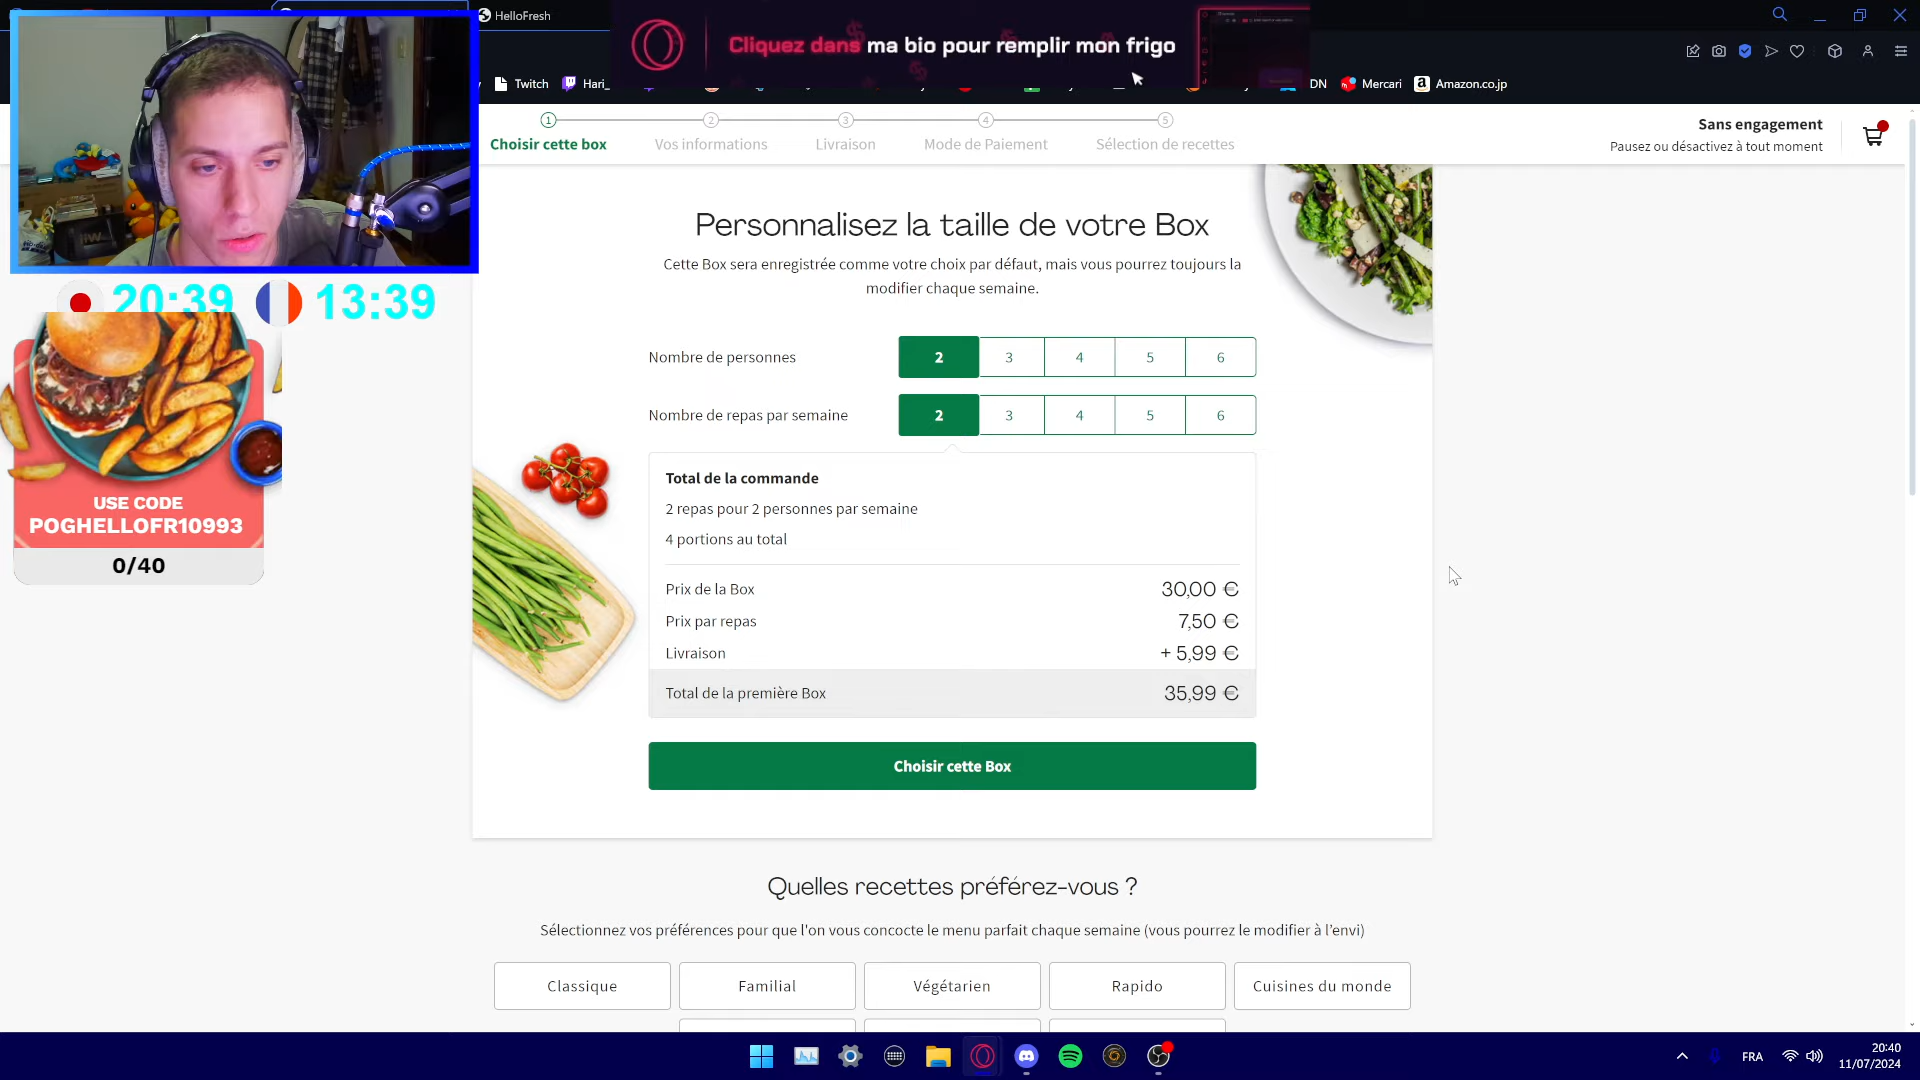 HelloFresh
Cliquez dans ma bio pour remplir mon frigo
Twitch
Hari_
DN
Mercari
Amazon.co.jp
1
2
3
4
5
Choisir cette box
Vos informations
Livraison
Mode de Paiement
Sélection de recettes
Sans engagement
Pausez ou désactivez à tout moment
20:39
13:39
USE CODE
POGHELLOFR10993
0/40
Personnalisez la taille de votre Box
Cette Box sera enregistrée comme votre choix par défaut, mais vous pourrez toujours la
modifier chaque semaine.
Nombre de personnes
2 3 4 5 6
Nombre de repas par semaine
2 3 4 5 6
Total de la commande
2 repas pour 2 personnes par semaine
4 portions au total
Prix de la Box 30,00 €
Prix par repas 7,50 €
Livraison + 5,99 €
Total de la première Box 35,99 €
Choisir cette Box
Quelles recettes préférez-vous ?
Sélectionnez vos préférences pour que l'on vous concocte le menu parfait chaque semaine (vous pourrez le modifier à l'envi)
Classique
Familial
Végétarien
Rapido
Cuisines du monde
FRA
20:40
11/07/2024